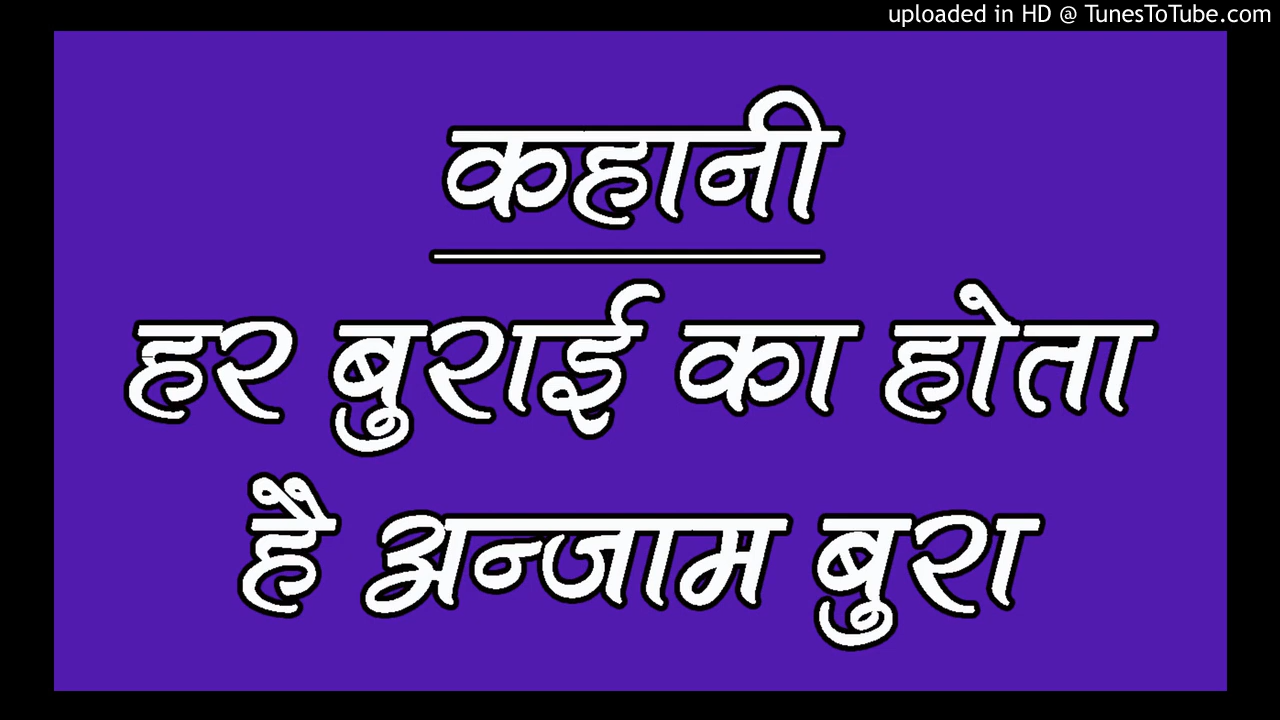 uploaded in HD @ TunesToTube.com
कहानी
हर बुराई का होता
है अन्जाम बुरा